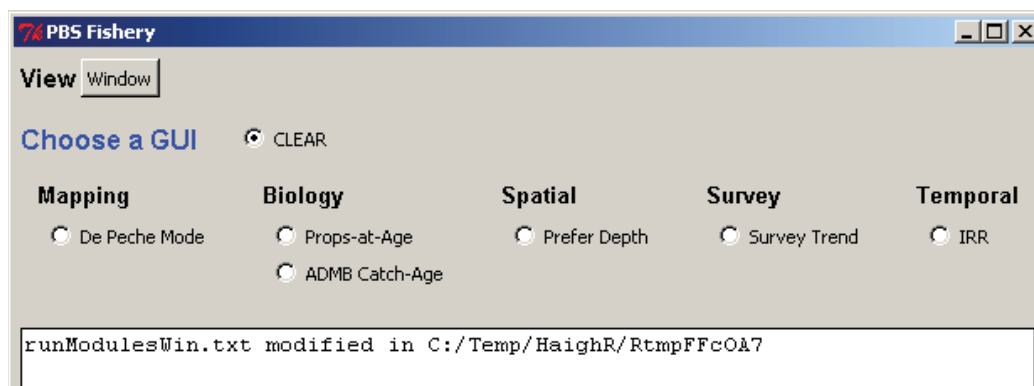 PBS Fishery
View Window
Choose a GUI CLEAR
Mapping Biology Spatial Survey Temporal
De Peche Mode Props-at-Age Prefer Depth Survey Trend IRR
ADMB Catch-Age
runModulesWin.txt modified in C:/Temp/HaighR/RtmpFFcOA7